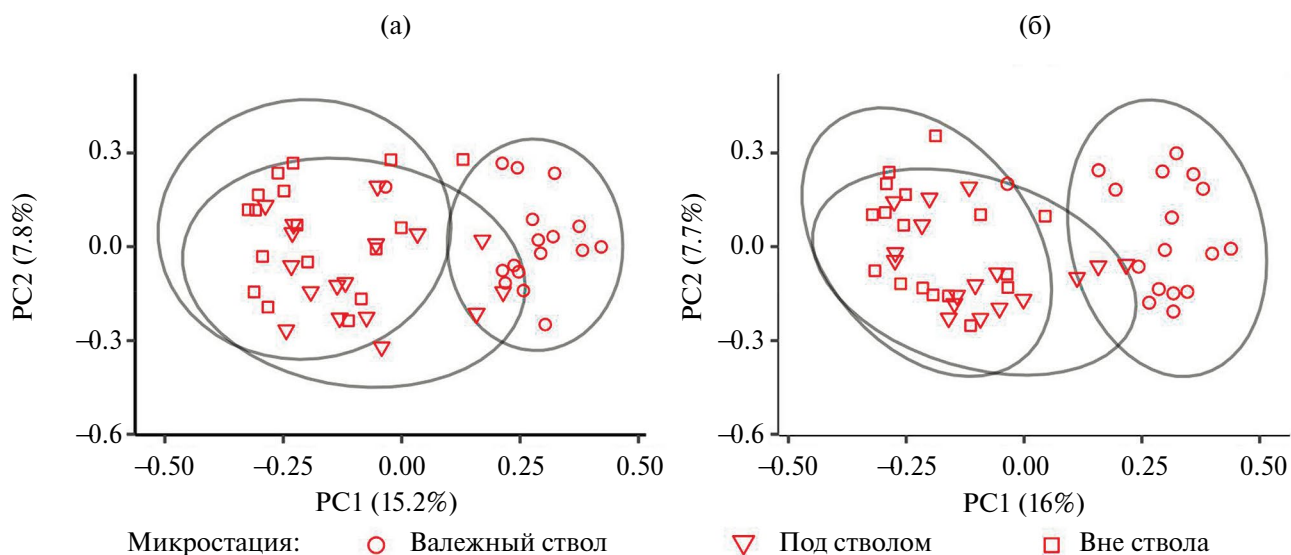 (а)
(б)
PC2 (7.8%)
0.3
0.0
–0.3
–0.6
–0.50
–0.25
0.00
0.25
0.50
PC1 (15.2%)
PC2 (7.7%)
0.3
0.0
–0.3
–0.6
–0.50
–0.25
0.00
0.25
0.50
PC1 (16%)
Микростация: Валежный ствол Под стволом Вне ствола